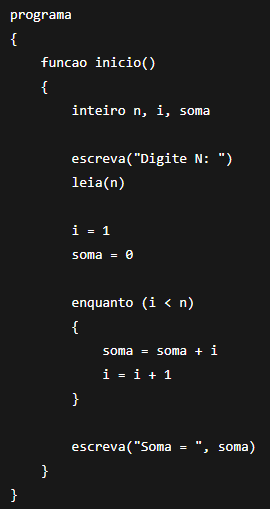 programa
{
    funcao inicio()
    {
        inteiro n, i, soma

        escreva("Digite N: ")
        leia(n)

        i = 1
        soma = 0

        enquanto (i < n)
        {
            soma = soma + i
            i = i + 1
        }

        escreva("Soma = ", soma)
    }
}